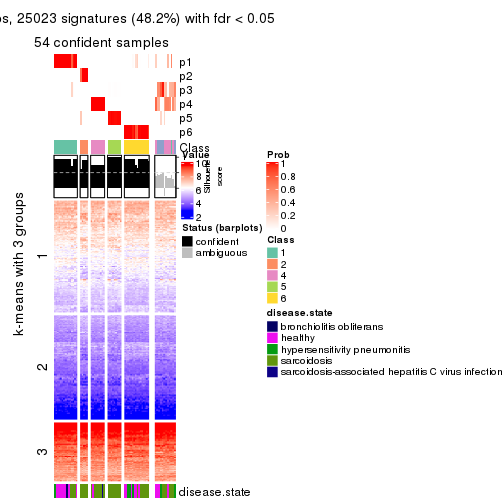 os, 25023 signatures (48.2%) with fdr < 0.05
54 confident samples
p1
p2
p3
p4
p5
p6
Class
Silhouette score
k-means with 3 groups
1
2
3
disease.state
Value
10
8
6
4
2
Status (barplots)
confident
ambiguous
Prob
1
0.8
0.6
0.4
0.2
0
Class
1
2
4
5
6
disease.state
bronchiolitis obliterans
healthy
hypersensitivity pneumonitis
sarcoidosis
sarcoidosis-associated hepatitis C virus infection